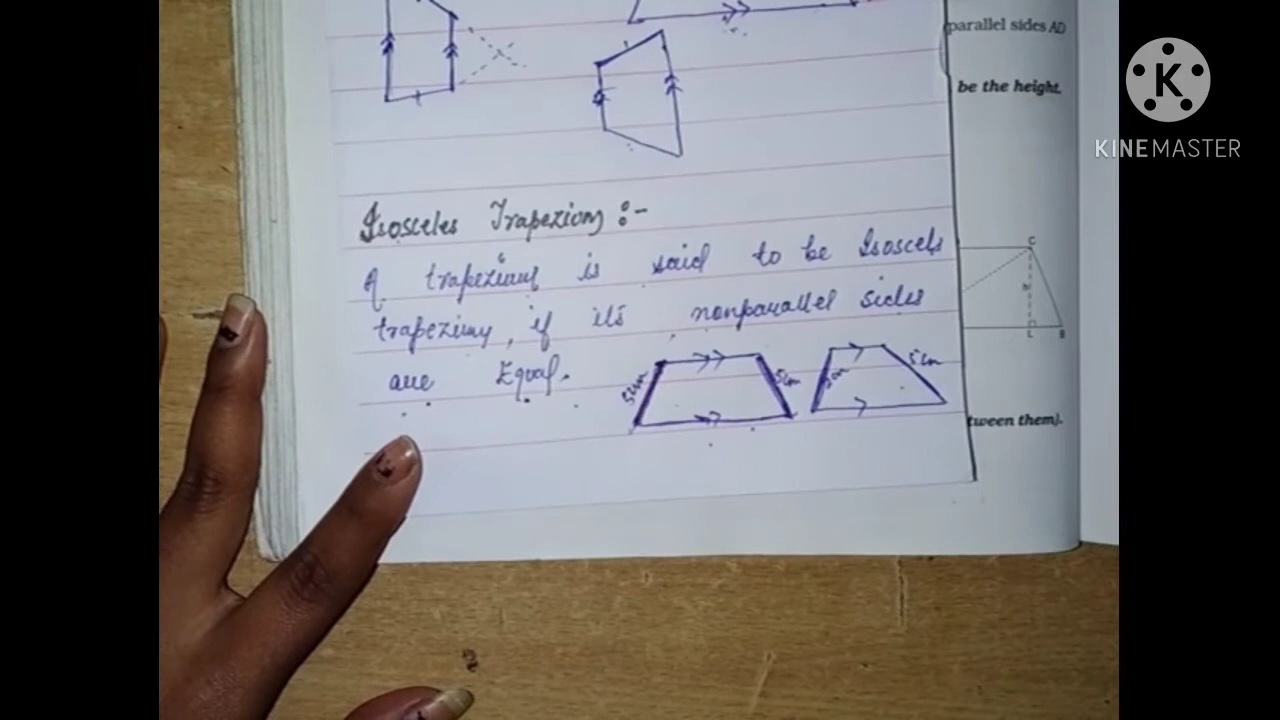 parallel sides AD
be the height.
K
KINEMASTER
Isosceles Trapezium :-
A trapezium is said to be Isosceles
trapezium, if its nonparallel sides
are Equal.
5cm 5cm 3cm 5cm
C
h
L B
tween them).